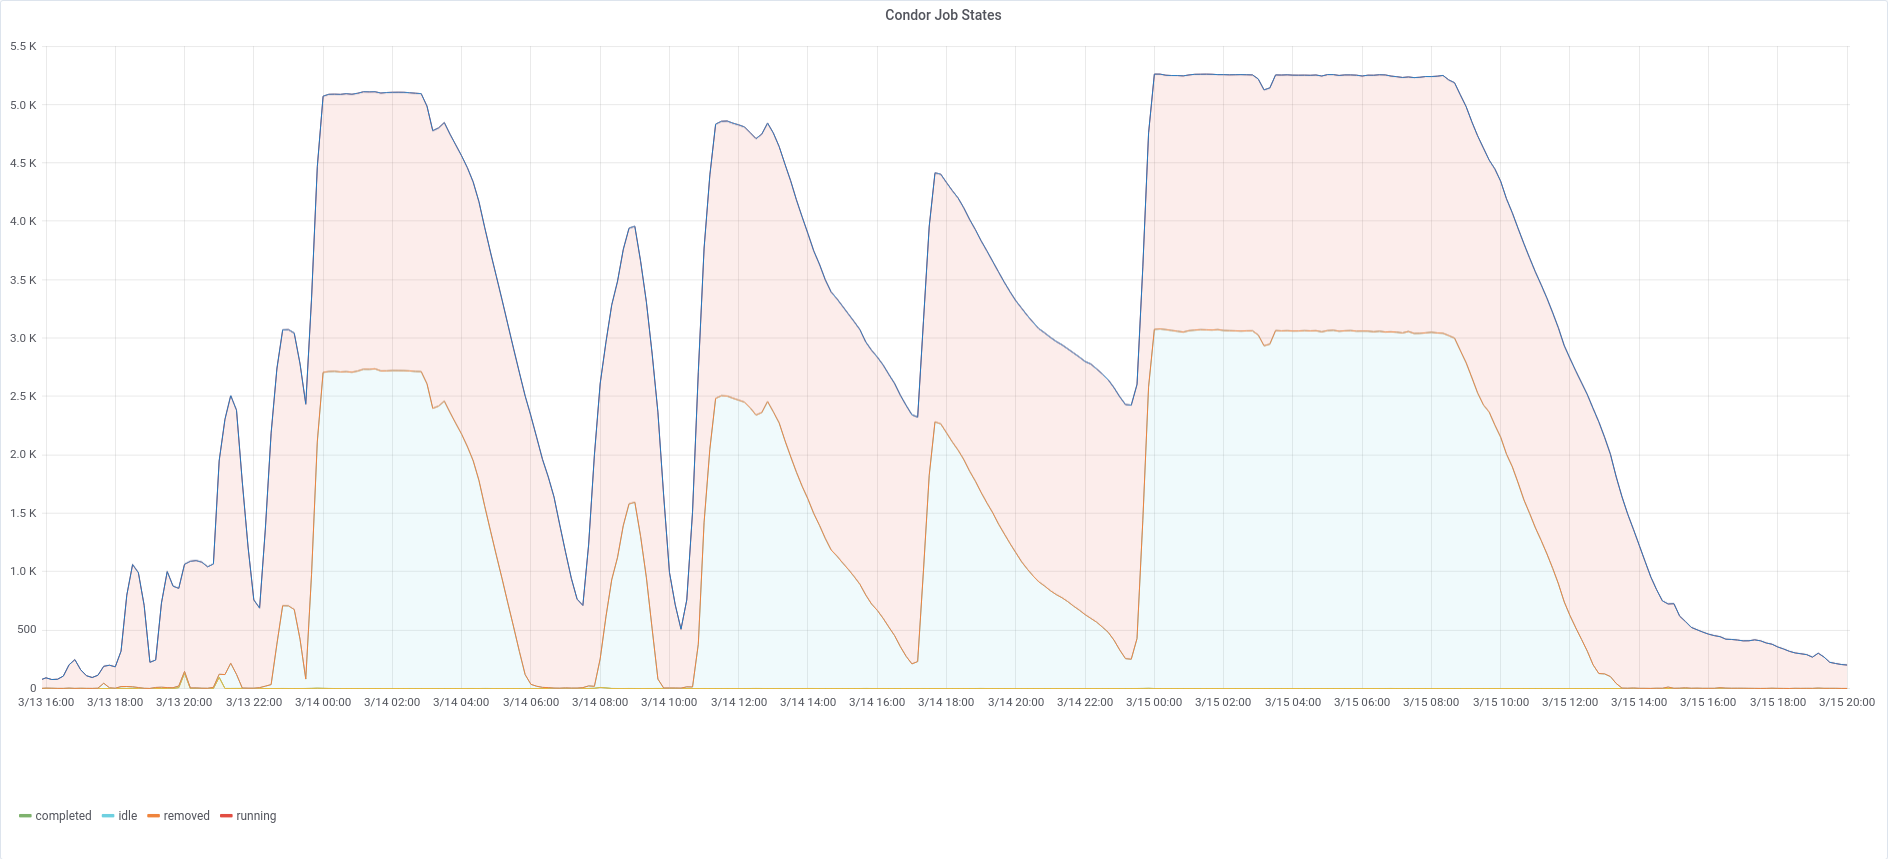 Condor Job States
5.5 K
5.0 K
4.5 K
4.0 K
3.5 K
3.0 K
2.5 K
2.0 K
1.5 K
1.0 K
500
0
3/13 16:00 3/13 18:00 3/13 20:00 3/13 22:00 3/14 00:00 3/14 02:00 3/14 04:00 3/14 06:00 3/14 08:00 3/14 10:00 3/14 12:00 3/14 14:00 3/14 16:00 3/14 18:00 3/14 20:00 3/14 22:00 3/15 00:00 3/15 02:00 3/15 04:00 3/15 06:00 3/15 08:00 3/15 10:00 3/15 12:00 3/15 14:00 3/15 16:00 3/15 18:00 3/15 20:00
completed idle removed running